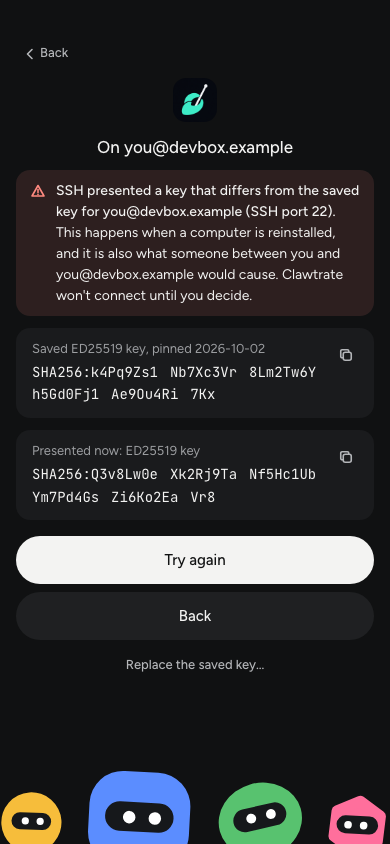 Back
On you@devbox.example
SSH presented a key that differs from the saved
key for you@devbox.example (SSH port 22).
This happens when a computer is reinstalled,
and it is also what someone between you and
you@devbox.example would cause. Clawtrate
won't connect until you decide.
Saved ED25519 key, pinned 2026-10-02
SHA256:k4Pq9Zs1 Nb7Xc3Vr 8Lm2Tw6Y
h5Gd0Fj1 Ae9Ou4Ri 7Kx
Presented now: ED25519 key
SHA256:Q3v8Lw0e Xk2Rj9Ta Nf5Hc1Ub
Ym7Pd4Gs Zi6Ko2Ea Vr8
Try again
Back
Replace the saved key…